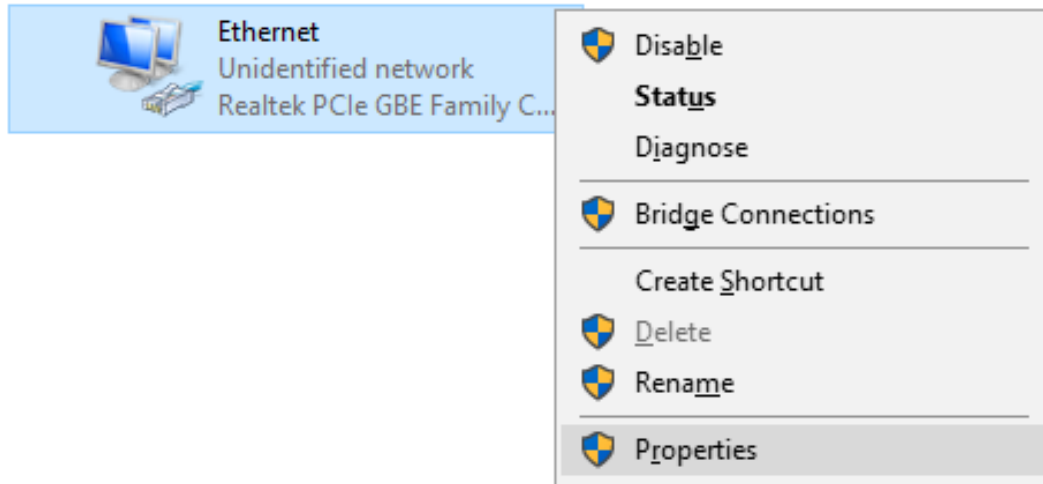 Ethernet
Unidentified network
Realtek PCIe GBE Family C...
Disable
Status
Diagnose
Bridge Connections
Create Shortcut
Delete
Rename
Properties